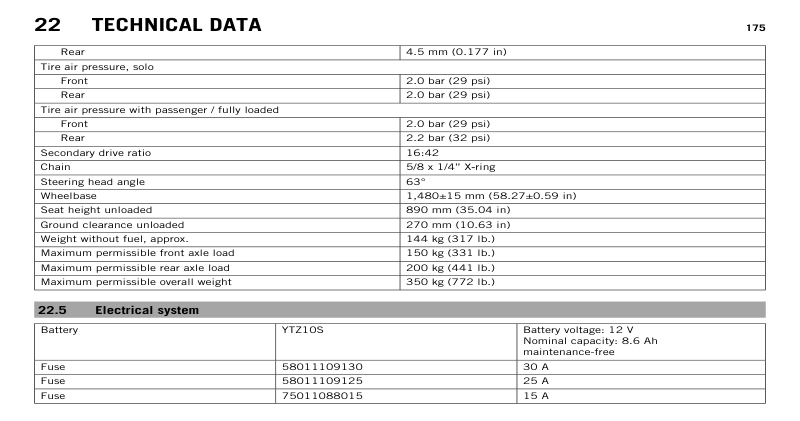 22 TECHNICAL DATA 175
Rear 4.5 mm (0.177 in)
Tire air pressure, solo
Front 2.0 bar (29 psi)
Rear 2.0 bar (29 psi)
Tire air pressure with passenger / fully loaded
Front 2.0 bar (29 psi)
Rear 2.2 bar (32 psi)
Secondary drive ratio 16:42
Chain 5/8 x 1/4" X‑ring
Steering head angle 63°
Wheelbase 1,480±15 mm (58.27±0.59 in)
Seat height unloaded 890 mm (35.04 in)
Ground clearance unloaded 270 mm (10.63 in)
Weight without fuel, approx. 144 kg (317 lb.)
Maximum permissible front axle load 150 kg (331 lb.)
Maximum permissible rear axle load 200 kg (441 lb.)
Maximum permissible overall weight 350 kg (772 lb.)
22.5 Electrical system
Battery YTZ10S Battery voltage: 12 V
Nominal capacity: 8.6 Ah
maintenance-free
Fuse 58011109130 30 A
Fuse 58011109125 25 A
Fuse 75011088015 15 A